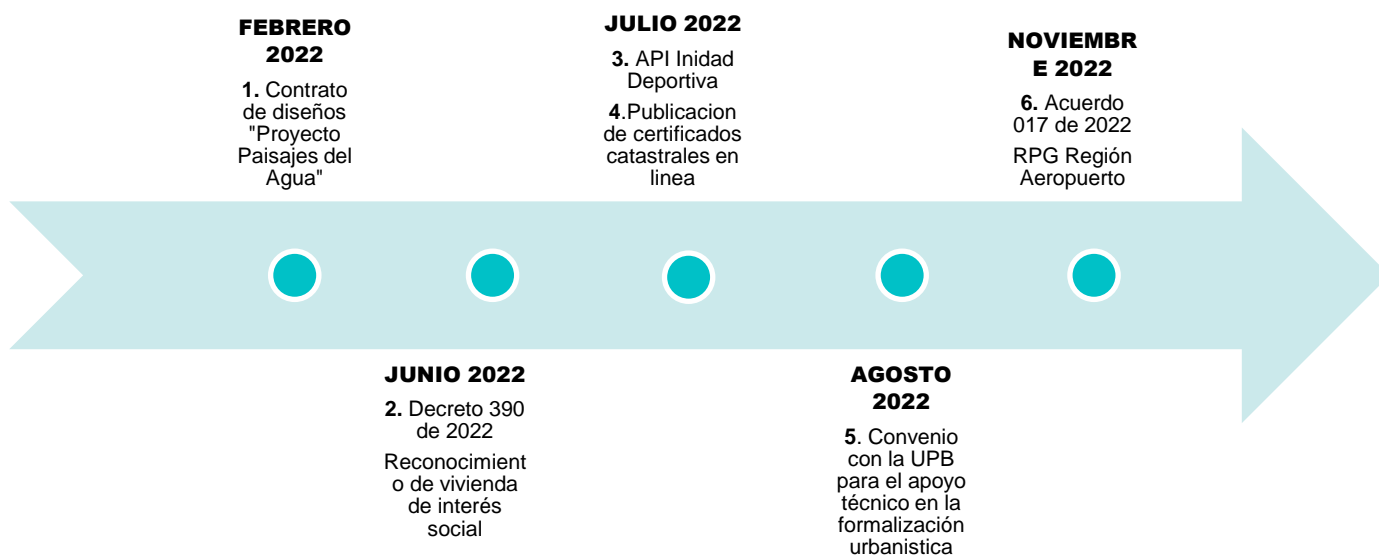 FEBRERO
2022
1. Contrato
de diseños
"Proyecto
Paisajes del
Agua"
JUNIO 2022
2. Decreto 390
de 2022
Reconocimient
o de vivienda
de interés
social
JULIO 2022
3. API Inidad
Deportiva
4.Publicacion
de certificados
catastrales en
linea
AGOSTO
2022
5. Convenio
con la UPB
para el apoyo
técnico en la
formalización
urbanistica
NOVIEMBR
E 2022
6. Acuerdo
017 de 2022
RPG Región
Aeropuerto